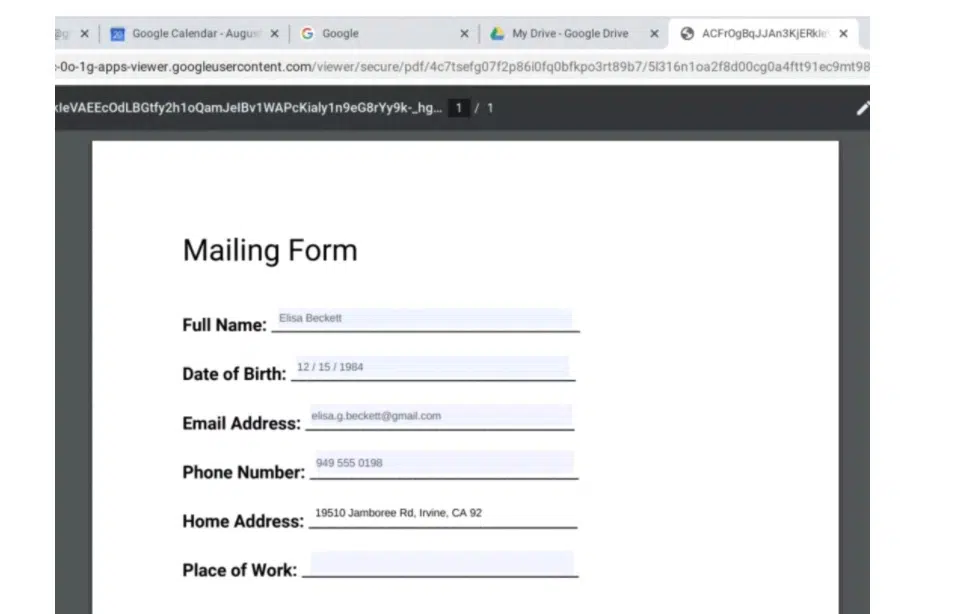 Google Calendar - August
Google
My Drive - Google Drive
ACFrOgBqJJAn3KjERkle
-0o-1g-apps-viewer.googleusercontent.com/viewer/secure/pdf/4c7tsefg07f2p86i0fq0bfkpo3rt89b7/5l316n1oa2f8d00cg0a4ftt91ec9mt98
kIeVAEEcOdLBGtfy2h1oQamJeIBv1WAPcKialy1n9eG8rYy9k-_hg... 1 / 1
Mailing Form
Full Name: Elisa Beckett
Date of Birth: 12 / 15 / 1984
Email Address: elisa.g.beckett@gmail.com
Phone Number: 949 555 0198
Home Address: 19510 Jamboree Rd, Irvine, CA 92
Place of Work: